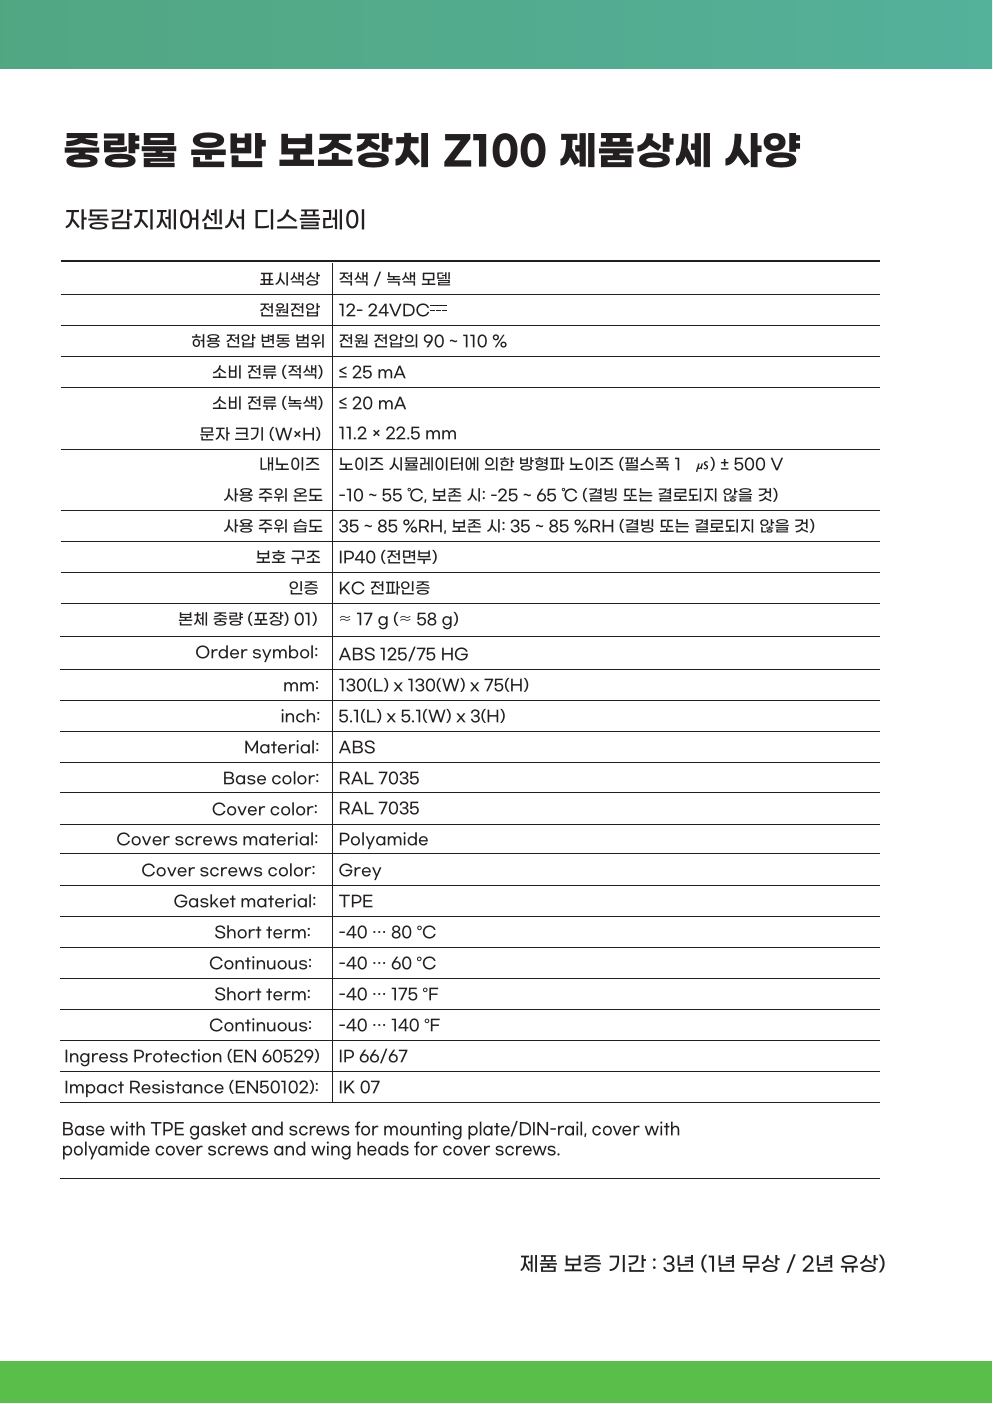 중량물 운반 보조장치 Z100 제품상세 사양
자동감지제어센서 디스플레이
표시색상 적색 / 녹색 모델
전원전압 12- 24VDC⎓
허용 전압 변동 범위 전원 전압의 90 ~ 110 %
소비 전류 (적색) ≤ 25 mA
소비 전류 (녹색) ≤ 20 mA
문자 크기 (W×H) 11.2 × 22.5 mm
내노이즈 노이즈 시뮬레이터에 의한 방형파 노이즈 (펄스폭 1 ㎲) ± 500 V
사용 주위 온도 -10 ~ 55 ℃, 보존 시: -25 ~ 65 ℃ (결빙 또는 결로되지 않을 것)
사용 주위 습도 35 ~ 85 %RH, 보존 시: 35 ~ 85 %RH (결빙 또는 결로되지 않을 것)
보호 구조 IP40 (전면부)
인증 KC 전파인증
본체 중량 (포장) 01) ≈ 17 g (≈ 58 g)
Order symbol: ABS 125/75 HG
mm: 130(L) x 130(W) x 75(H)
inch: 5.1(L) x 5.1(W) x 3(H)
Material: ABS
Base color: RAL 7035
Cover color: RAL 7035
Cover screws material: Polyamide
Cover screws color: Grey
Gasket material: TPE
Short term: -40 … 80 °C
Continuous: -40 … 60 °C
Short term: -40 … 175 °F
Continuous: -40 … 140 °F
Ingress Protection (EN 60529) IP 66/67
Impact Resistance (EN50102): IK 07
Base with TPE gasket and screws for mounting plate/DIN-rail, cover with
polyamide cover screws and wing heads for cover screws.
제품 보증 기간 : 3년 (1년 무상 / 2년 유상)